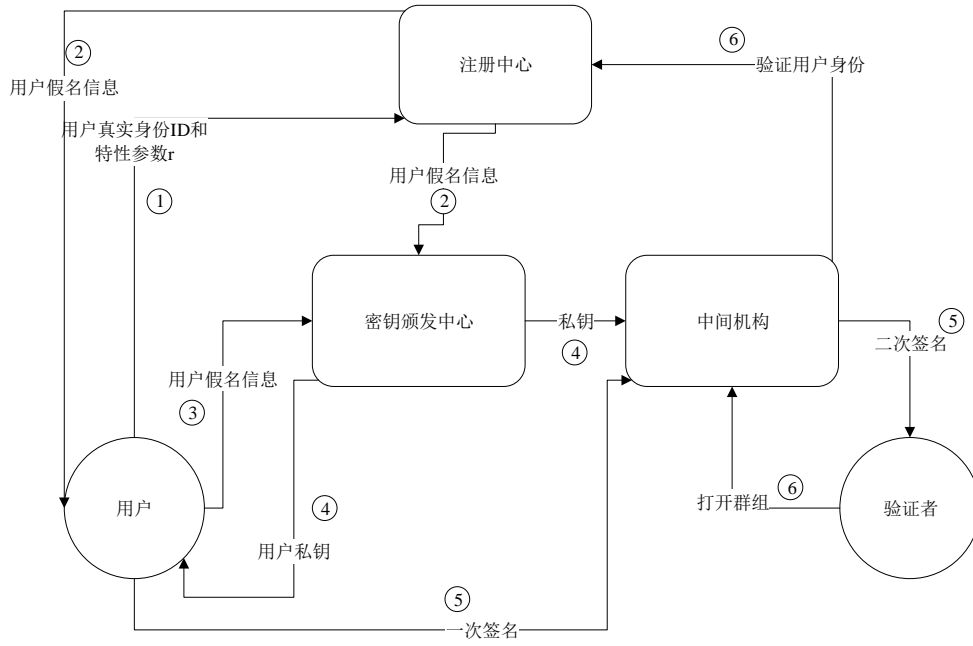 ②
用户假名信息
注册中心
⑥
验证用户身份
用户真实身份ID和
特性参数r
①
用户假名信息
②
密钥颁发中心
私钥
④
中间机构
⑤
二次签名
用户假名信息
③
用户
④
用户私钥
打开群组
⑥
验证者
⑤
一次签名